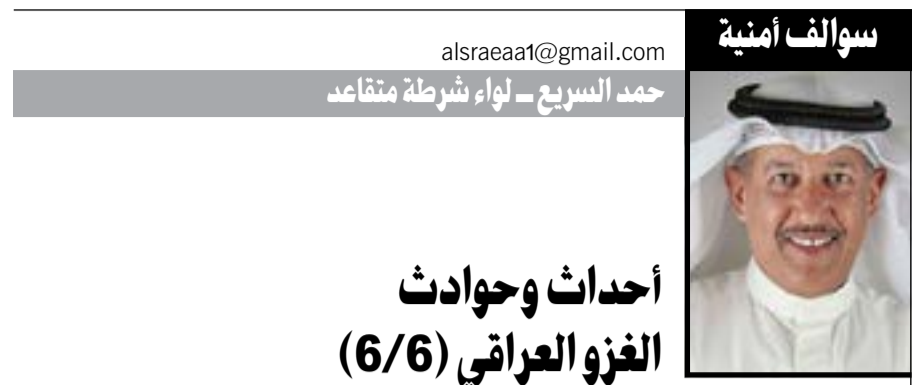 سوالف أمنية
alsraeaa1@gmail.com
حمد السريع ـ لواء شرطة متقاعد
أحداث وحوادث
الغزو العراقي (6/6)